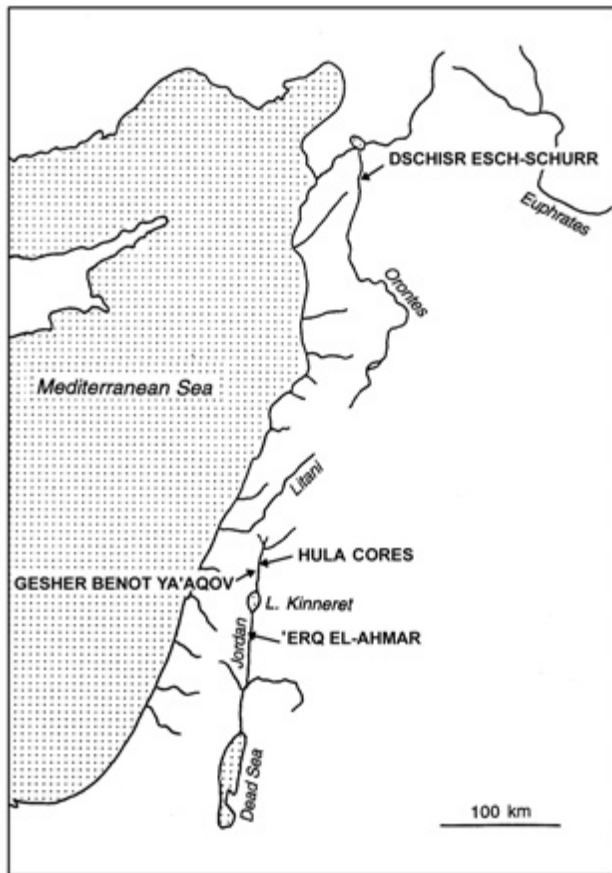 DSCHISR ESCH-SCHURR
Euphrates
Orontes
Mediterranean Sea
Litani
HULA CORES
GESHER BENOT YA'AQOV
L. Kinneret
'ERQ EL-AHMAR
Jordan
Dead Sea
100 km